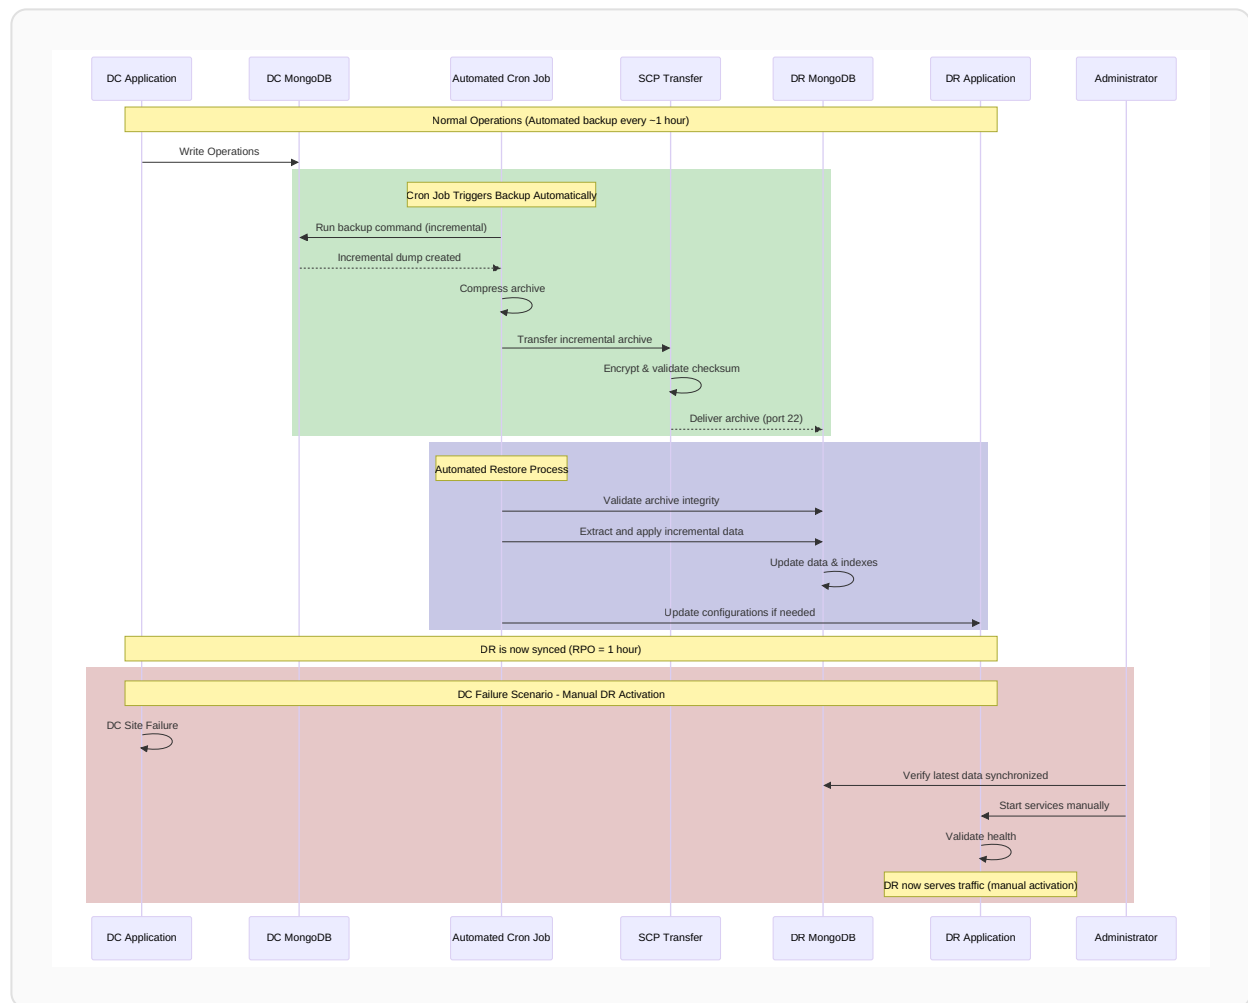 DC Application
DC MongoDB
Automated Cron Job
SCP Transfer
DR MongoDB
DR Application
Administrator
Normal Operations (Automated backup every ~1 hour)
Write Operations
Cron Job Triggers Backup Automatically
Run backup command (incremental)
Incremental dump created
Compress archive
Transfer incremental archive
Encrypt & validate checksum
Deliver archive (port 22)
Automated Restore Process
Validate archive integrity
Extract and apply incremental data
Update data & indexes
Update configurations if needed
DR is now synced (RPO = 1 hour)
DC Failure Scenario - Manual DR Activation
DC Site Failure
Verify latest data synchronized
Start services manually
Validate health
DR now serves traffic (manual activation)
DC Application
DC MongoDB
Automated Cron Job
SCP Transfer
DR MongoDB
DR Application
Administrator